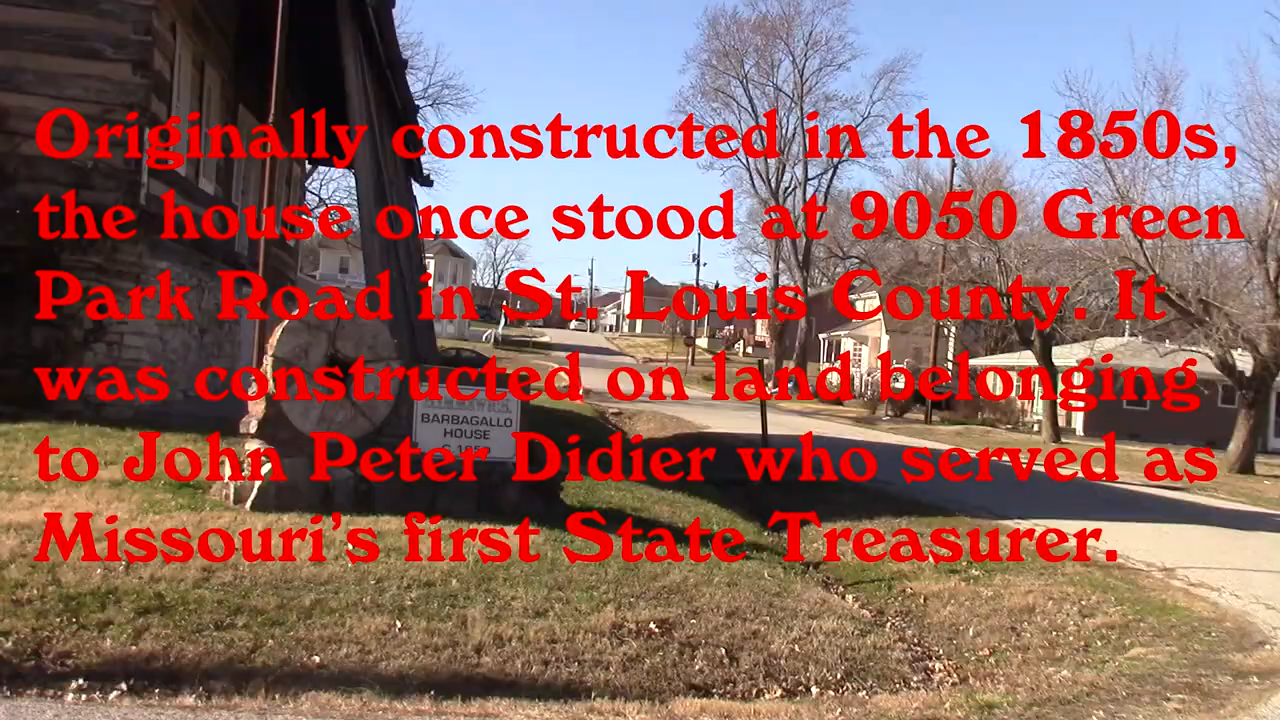 Originally constructed in the 1850s,
the house once stood at 9050 Green
Park Road in St. Louis County. It
was constructed on land belonging
to John Peter Didier who served as
Missouri's first State Treasurer.
BARBAGALLO
HOUSE